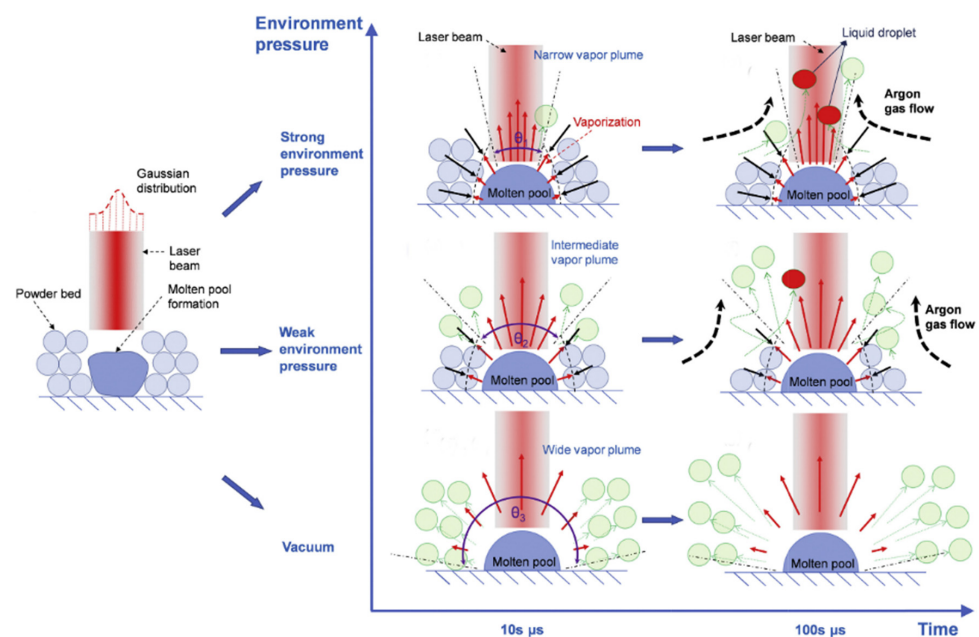 Environment
pressure
Laser beam
Narrow vapor plume
θ
Vaporization
Molten pool
Laser beam
Liquid droplet
Argon
gas flow
Molten pool
Strong
environment
pressure
Gaussian
distribution
Laser
beam
Powder bed
Molten pool
formation
Weak
environment
pressure
Intermediate
vapor plume
θ2
Molten pool
Argon
gas flow
Molten pool
Vacuum
Wide vapor plume
θ3
Molten pool
Molten pool
10s µs
100s µs
Time